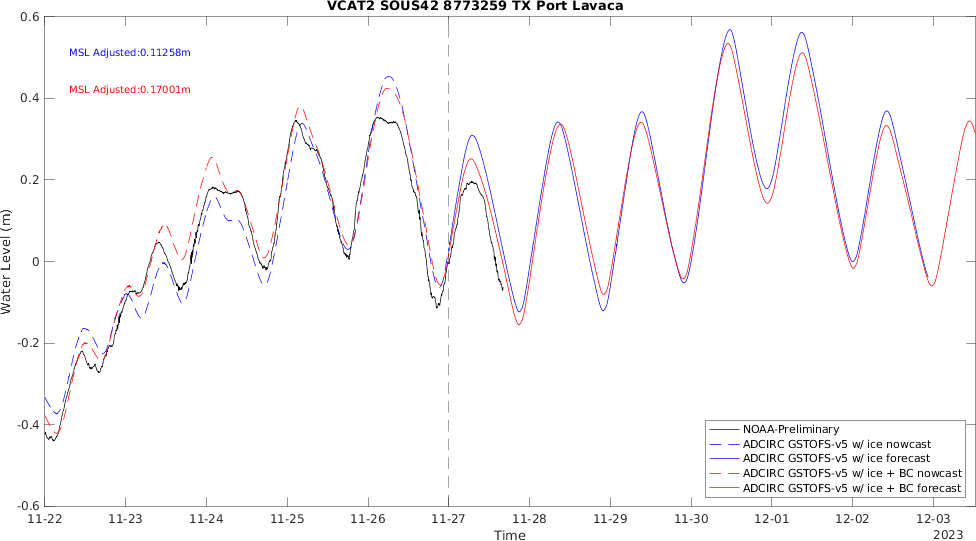 VCAT2 SOUS42 8773259 TX Port Lavaca
0.6
MSL Adjusted:0.11258m
MSL Adjusted:0.17001m
0.4
0.2
0
-0.2
-0.4
-0.6
Water Level (m)
NOAA-Preliminary
ADCIRC GSTOFS-v5 w/ ice nowcast
ADCIRC GSTOFS-v5 w/ ice forecast
ADCIRC GSTOFS-v5 w/ ice + BC nowcast
ADCIRC GSTOFS-v5 w/ ice + BC forecast
11-22 11-23 11-24 11-25 11-26 11-27 11-28 11-29 11-30 12-01 12-02 12-03
Time
2023